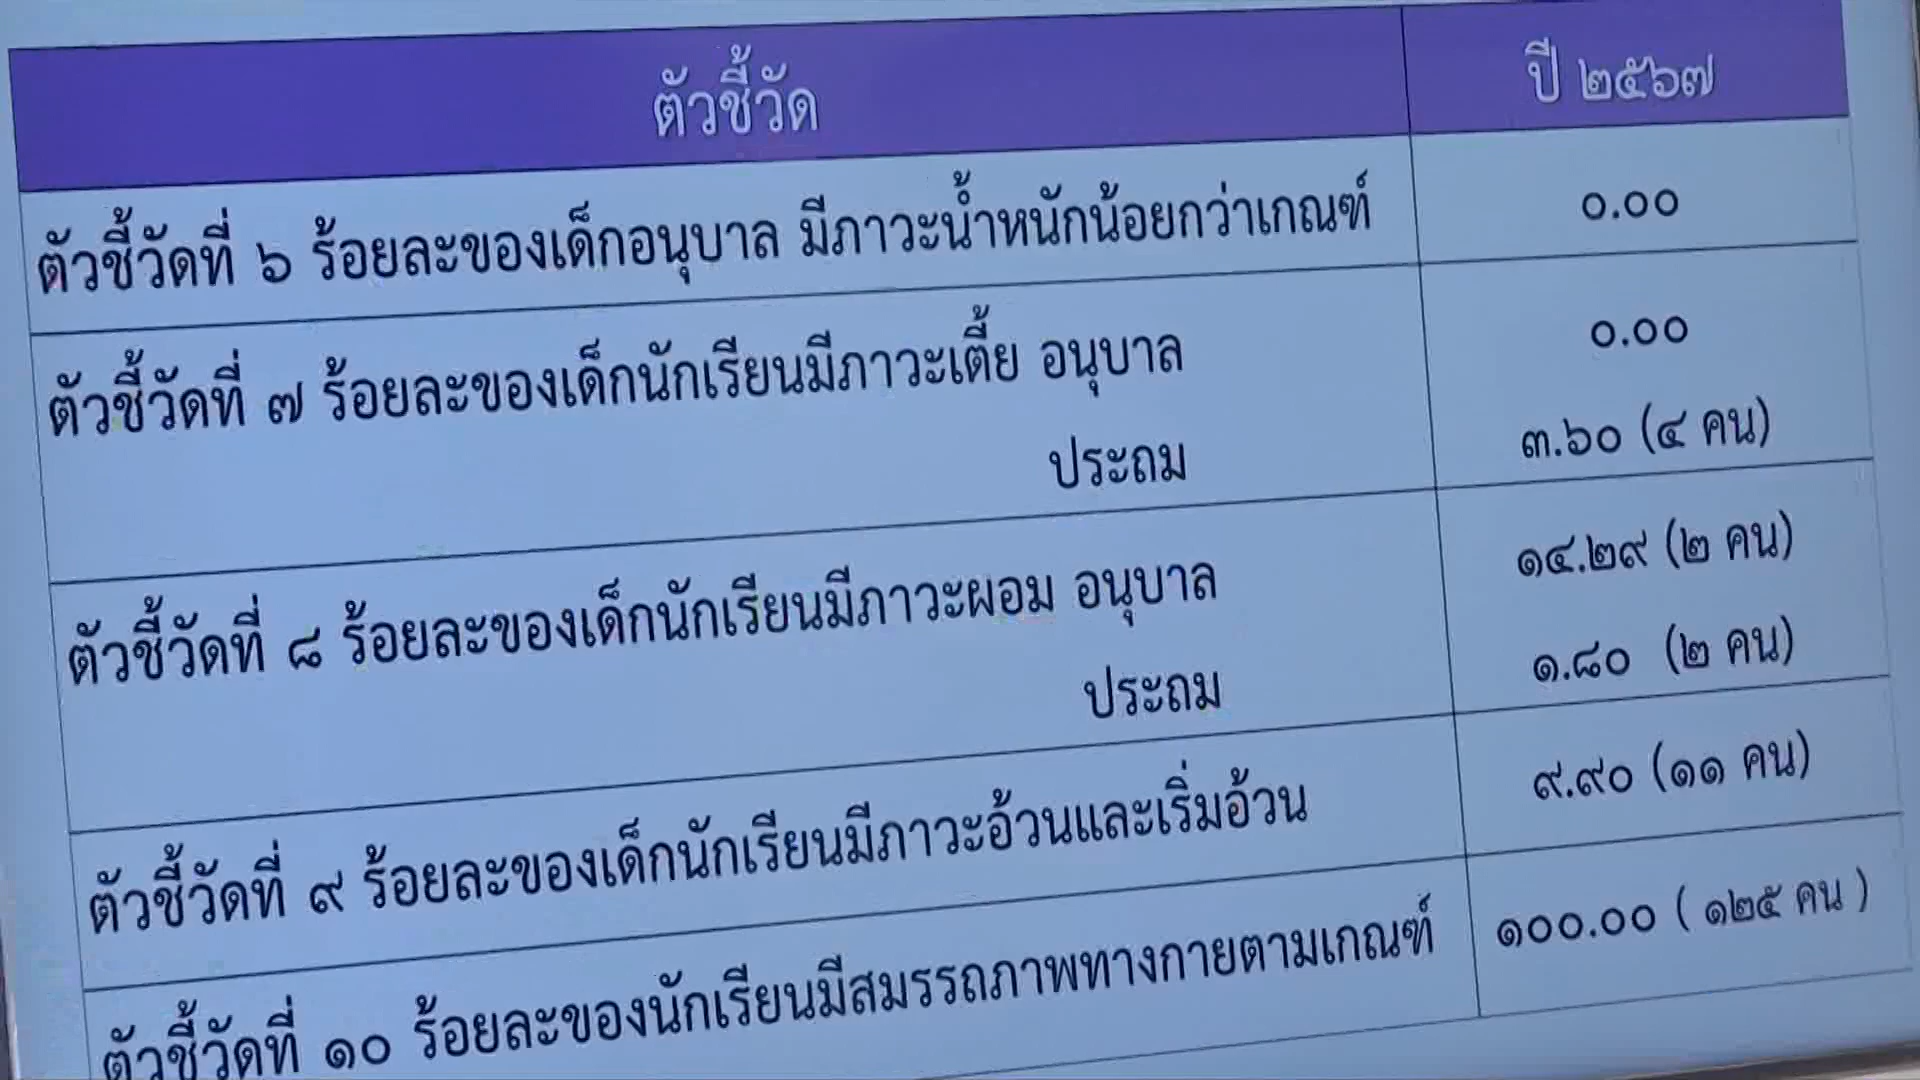 ตัวชี้วัด ปี ๒๕๖๗
ตัวชี้วัดที่ ๖ ร้อยละของเด็กอนุบาล มีภาวะน้ำหนักน้อยกว่าเกณฑ์ ๐.๐๐
ตัวชี้วัดที่ ๗ ร้อยละของเด็กนักเรียนมีภาวะเตี้ย อนุบาล ๐.๐๐
ประถม ๓.๖๐ (๔ คน)
ตัวชี้วัดที่ ๘ ร้อยละของเด็กนักเรียนมีภาวะผอม อนุบาล ๑๔.๒๙ (๒ คน)
ประถม ๑.๘๐ (๒ คน)
ตัวชี้วัดที่ ๙ ร้อยละของเด็กนักเรียนมีภาวะอ้วนและเริ่มอ้วน ๙.๙๐ (๑๑ คน)
ตัวชี้วัดที่ ๑๐ ร้อยละของนักเรียนมีสมรรถภาพทางกายตามเกณฑ์ ๑๐๐.๐๐ ( ๑๒๕ คน )